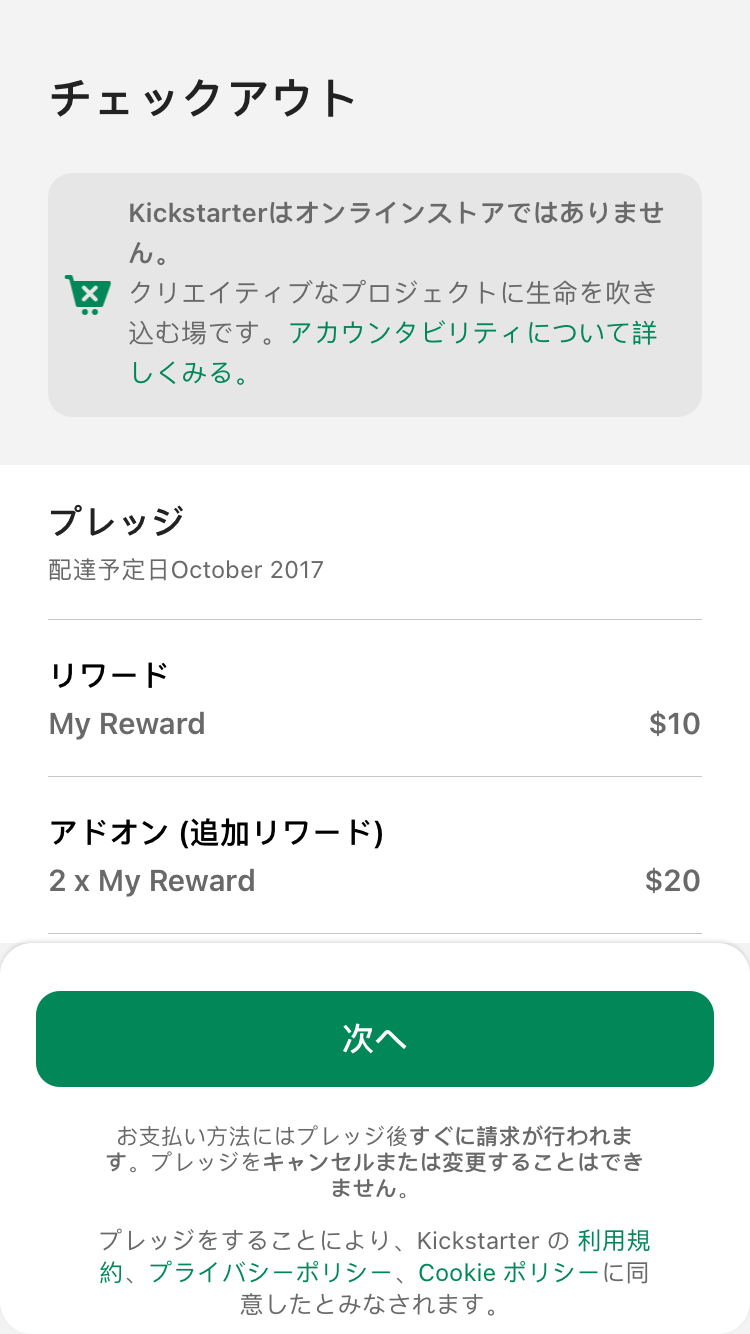 チェックアウト
Kickstarterはオンラインストアではありませ
ん。
クリエイティブなプロジェクトに生命を吹き
込む場です。アカウンタビリティについて詳
しくみる。
プレッジ
配達予定日October 2017
リワード
My Reward $10
アドオン (追加リワード)
2 x My Reward $20
次へ
お支払い方法にはプレッジ後すぐに請求が行われま
す。プレッジをキャンセルまたは変更することはでき
ません。
プレッジをすることにより、Kickstarter の 利用規
約、プライバシーポリシー、Cookie ポリシーに同
意したとみなされます。